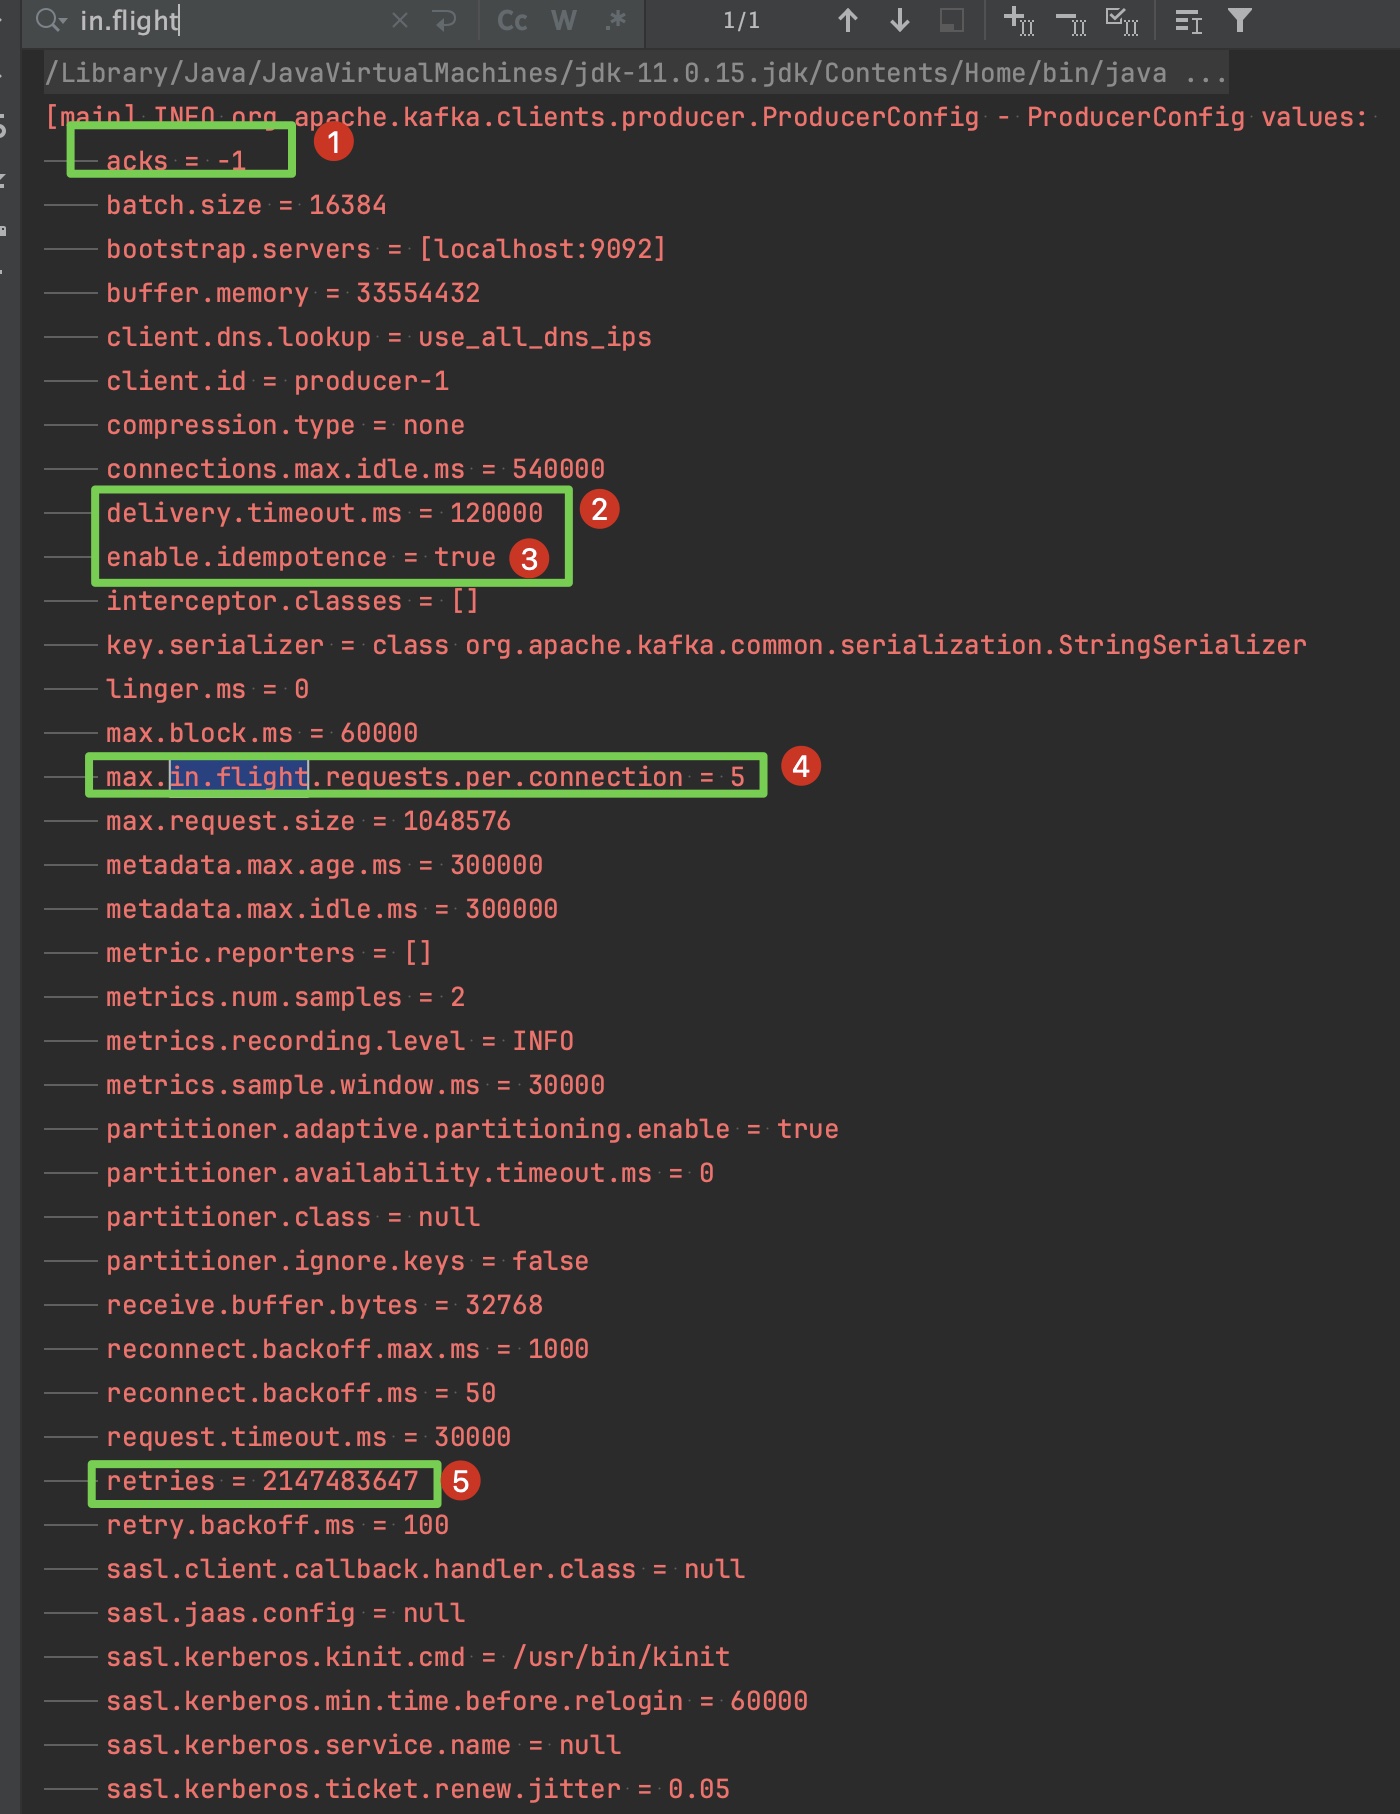 in.flight Cc W .* 1/1
/Library/Java/JavaVirtualMachines/jdk-11.0.15.jdk/Contents/Home/bin/java ...
[main] INFO org.apache.kafka.clients.producer.ProducerConfig - ProducerConfig values:
acks = -1 1
batch.size = 16384
bootstrap.servers = [localhost:9092]
buffer.memory = 33554432
client.dns.lookup = use_all_dns_ips
client.id = producer-1
compression.type = none
connections.max.idle.ms = 540000
delivery.timeout.ms = 120000 2
enable.idempotence = true 3
interceptor.classes = []
key.serializer = class org.apache.kafka.common.serialization.StringSerializer
linger.ms = 0
max.block.ms = 60000
max.in.flight.requests.per.connection = 5 4
max.request.size = 1048576
metadata.max.age.ms = 300000
metadata.max.idle.ms = 300000
metric.reporters = []
metrics.num.samples = 2
metrics.recording.level = INFO
metrics.sample.window.ms = 30000
partitioner.adaptive.partitioning.enable = true
partitioner.availability.timeout.ms = 0
partitioner.class = null
partitioner.ignore.keys = false
receive.buffer.bytes = 32768
reconnect.backoff.max.ms = 1000
reconnect.backoff.ms = 50
request.timeout.ms = 30000
retries = 2147483647 5
retry.backoff.ms = 100
sasl.client.callback.handler.class = null
sasl.jaas.config = null
sasl.kerberos.kinit.cmd = /usr/bin/kinit
sasl.kerberos.min.time.before.relogin = 60000
sasl.kerberos.service.name = null
sasl.kerberos.ticket.renew.jitter = 0.05